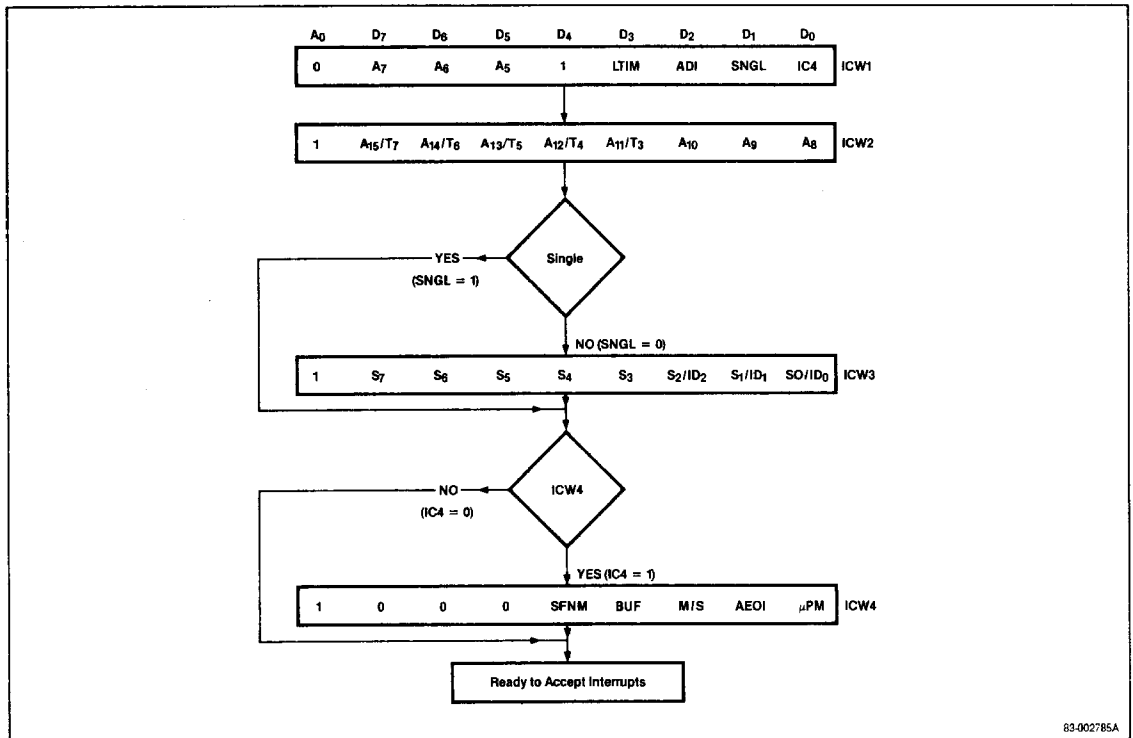 A0 D7 D6 D5 D4 D3 D2 D1 D0
0 A7 A6 A5 1 LTIM ADI SNGL IC4 ICW1
1 A15/T7 A14/T6 A13/T5 A12/T4 A11/T3 A10 A9 A8 ICW2
YES
(SNGL = 1)
Single
NO (SNGL = 0)
1 S7 S6 S5 S4 S3 S2/ID2 S1/ID1 SO/ID0 ICW3
NO
(IC4 = 0)
ICW4
YES (IC4 = 1)
1 0 0 0 SFNM BUF M/S AEOI μPM ICW4
Ready to Accept Interrupts
83-002785A